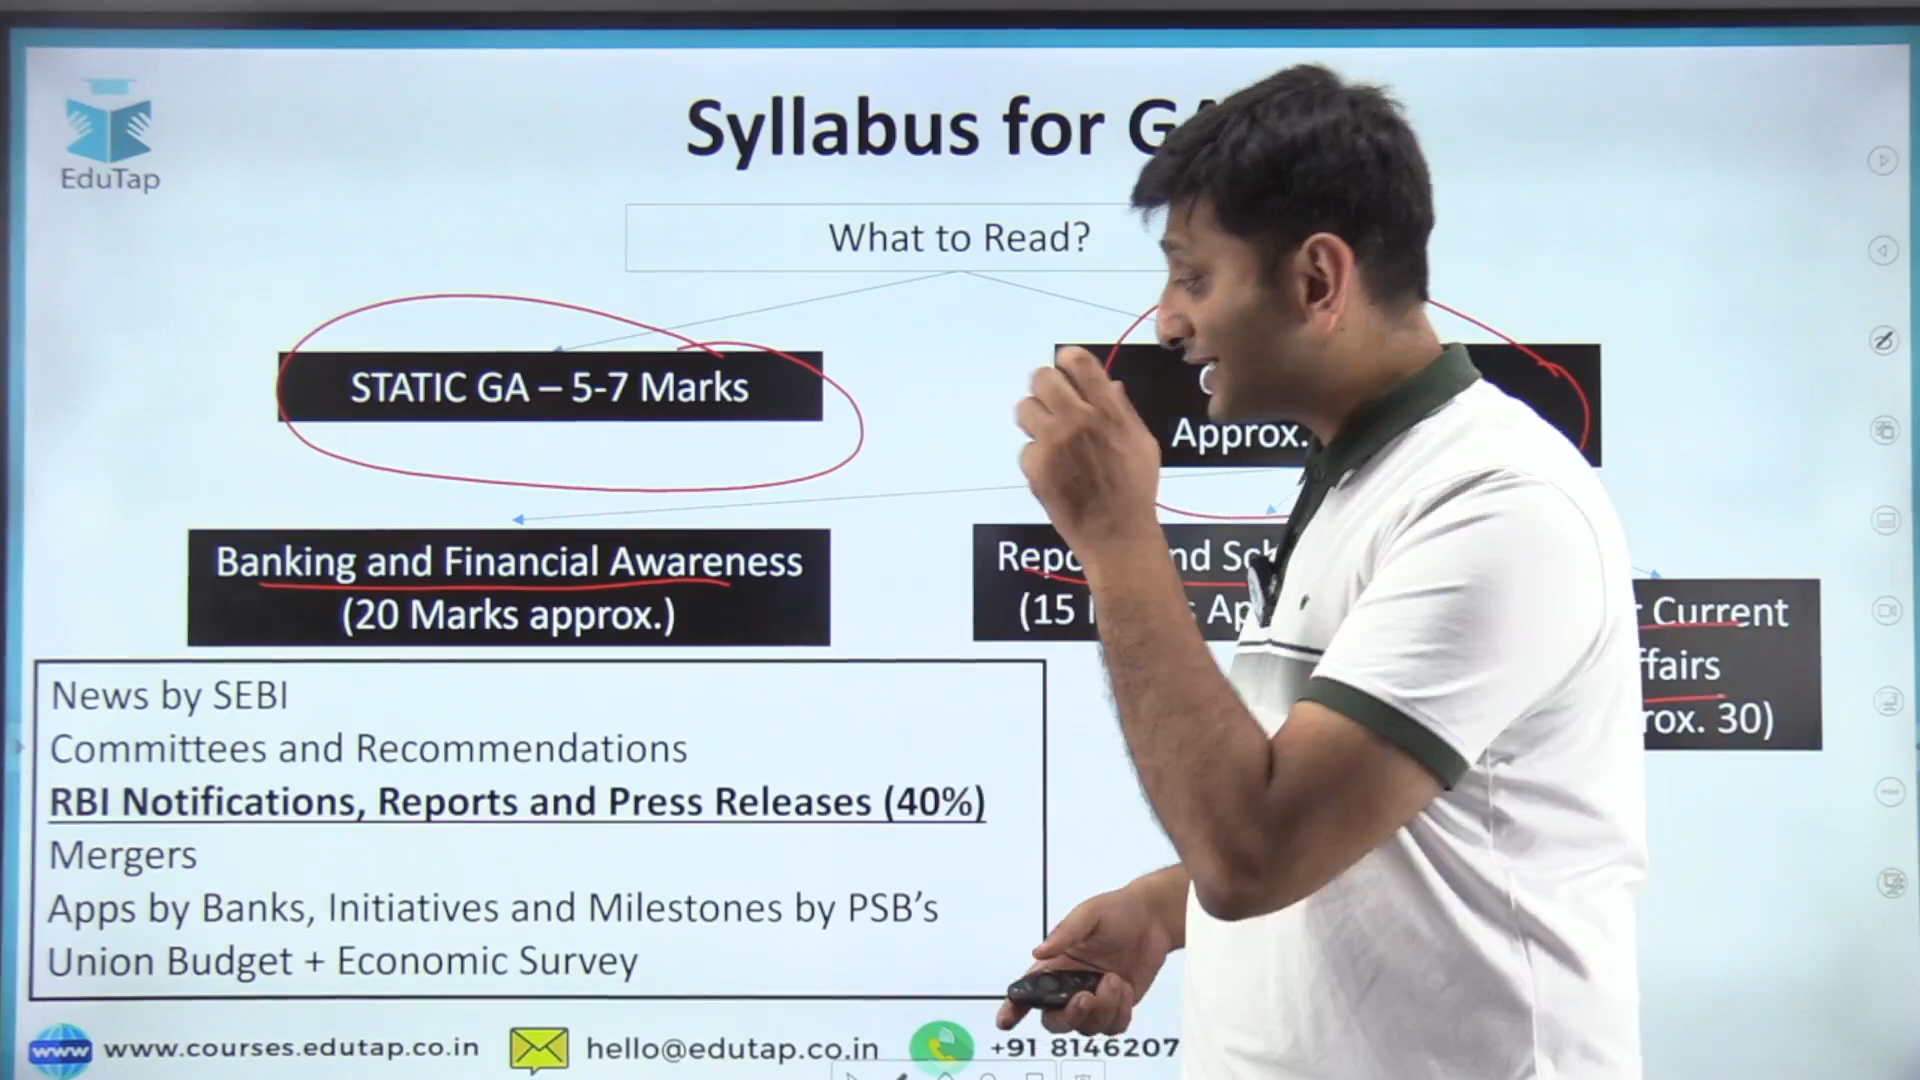 EduTap
Syllabus for
What to Read?
STATIC GA – 5-7 Marks
Approx.
Banking and Financial Awareness
(20 Marks approx.)
(15
Current
30)
News by SEBI
Committees and Recommendations
RBI Notifications, Reports and Press Releases (40%)
Mergers
Apps by Banks, Initiatives and Milestones by PSB’s
Union Budget + Economic Survey
www
www.courses.edutap.co.in
hello@edutap.co.in
+91 8146207